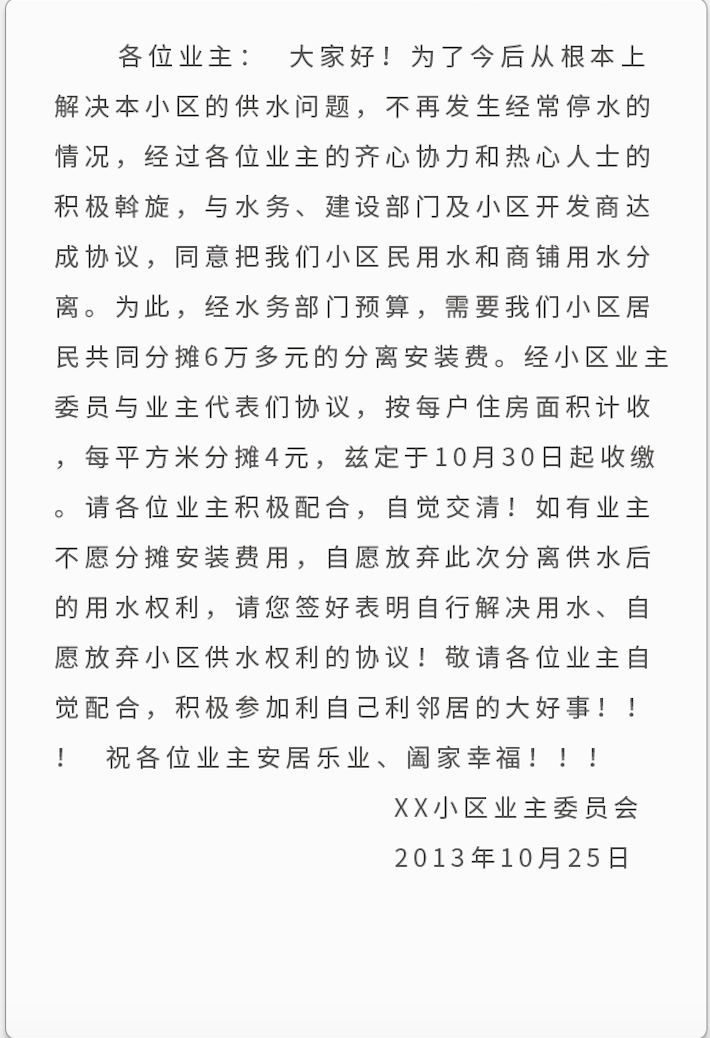 各位业主： 大家好！为了今后从根本上
解决本小区的供水问题，不再发生经常停水的
情况，经过各位业主的齐心协力和热心人士的
积极斡旋，与水务、建设部门及小区开发商达
成协议，同意把我们小区民用水和商铺用水分
离。为此，经水务部门预算，需要我们小区居
民共同分摊6万多元的分离安装费。经小区业主
委员与业主代表们协议，按每户住房面积计收
，每平方米分摊4元，兹定于10月30日起收缴
。请各位业主积极配合，自觉交清！如有业主
不愿分摊安装费用，自愿放弃此次分离供水后
的用水权利，请您签好表明自行解决用水、自
愿放弃小区供水权利的协议！敬请各位业主自
觉配合，积极参加利自己利邻居的大好事！！
！ 祝各位业主安居乐业、阖家幸福！！！
XX小区业主委员会
2013年10月25日